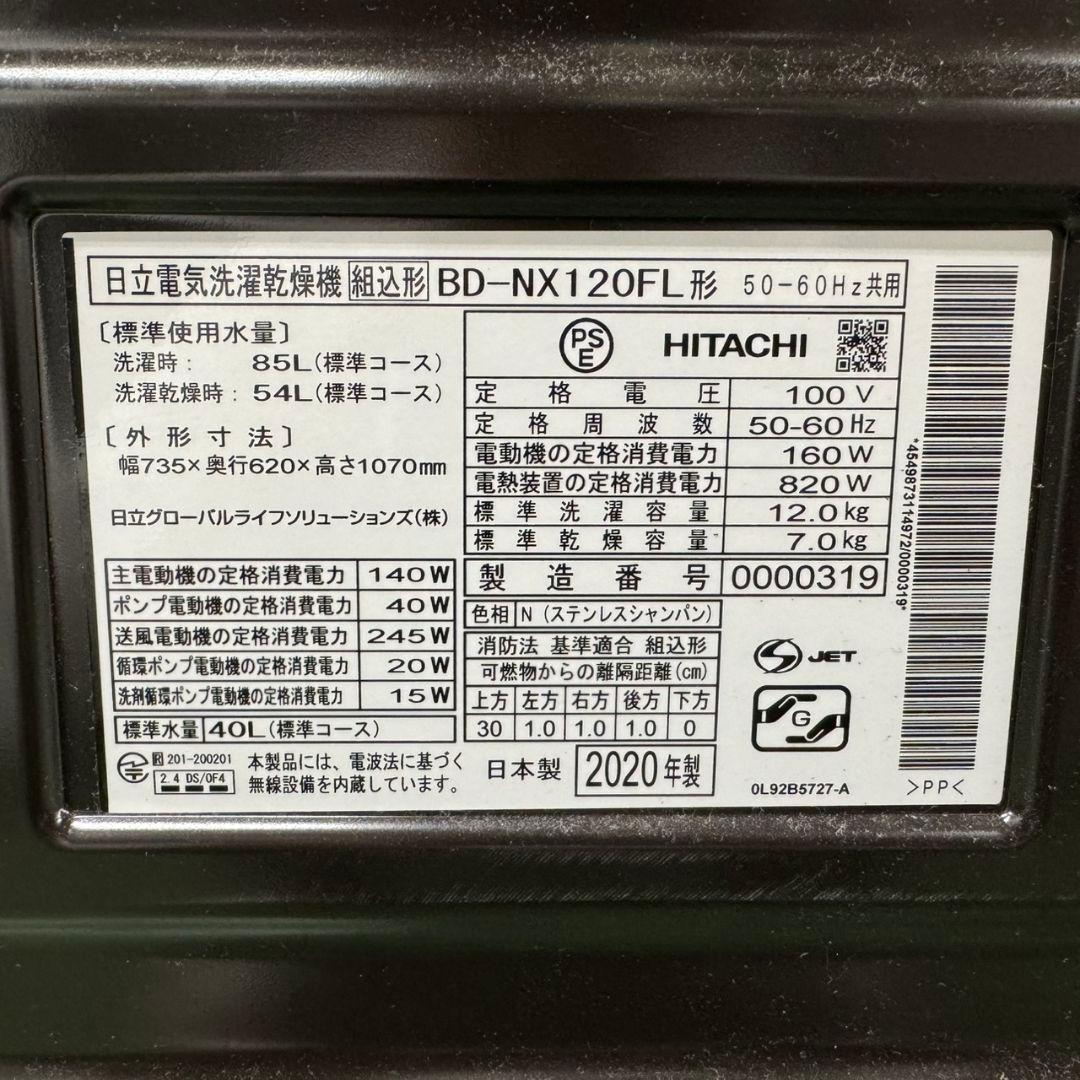 日立電気洗濯乾燥機 組込形 BD-NX120FL形 50-60Hz共用
〔標準使用水量〕
洗濯時: 85L(標準コース)
洗濯乾燥時: 54L(標準コース)
〔外形寸法〕
幅735×奥行620×高さ1070mm
日立グローバルライフソリューションズ(株)
主電動機の定格消費電力 140W
ポンプ電動機の定格消費電力 40W
送風電動機の定格消費電力 245W
循環ポンプ電動機の定格消費電力 20W
洗剤循環ポンプ電動機の定格消費電力 15W
標準水量 40L(標準コース)
R 201-200201
2.4 DS/OF4
本製品には、電波法に基づく
無線設備を内蔵しています。
PSE HITACHI
定格電圧 100V
定格周波数 50-60Hz
電動機の定格消費電力 160W
電熱装置の定格消費電力 820W
標準洗濯容量 12.0kg
標準乾燥容量 7.0kg
製造番号 0000319
色相 N(ステンレスシャンパン)
消防法 基準適合 組込形
可燃物からの離隔距離(cm)
上方 左方 右方 後方 下方
30 1.0 1.0 1.0 0
日本製 2020年製
S JET
G
0L92B5727-A
>PP<
*4549873114972/0000319*